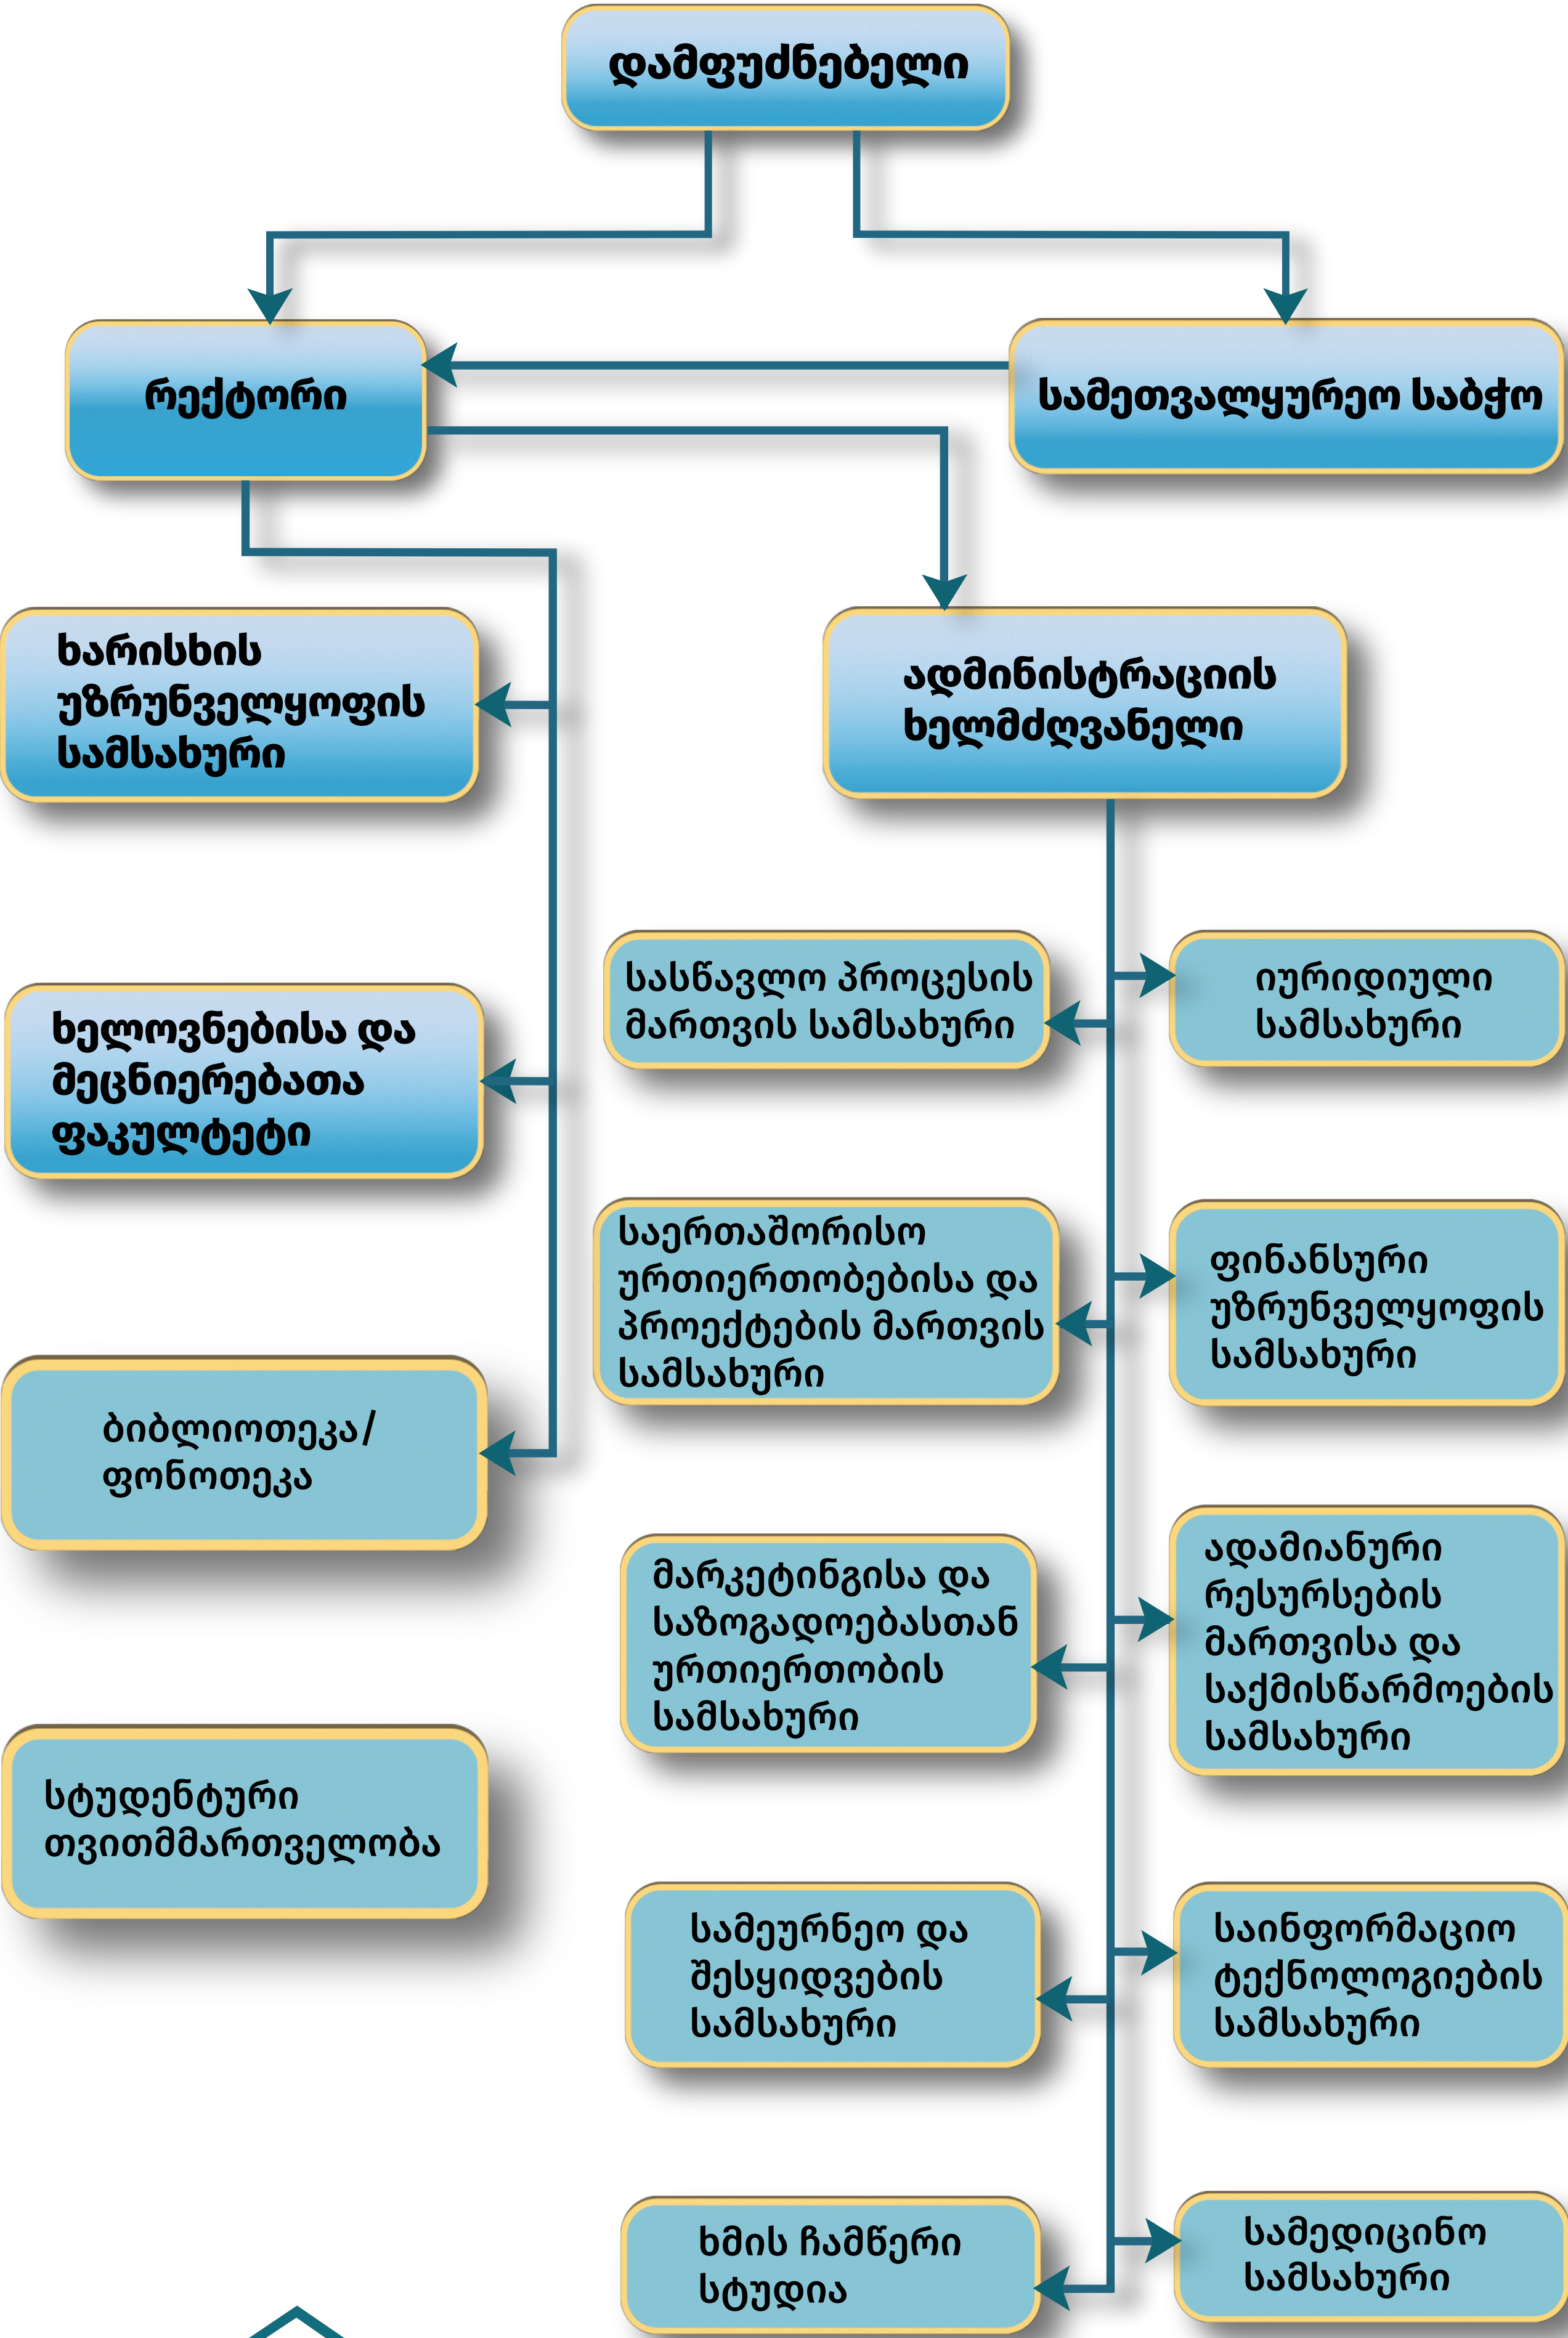 დამფუძნებელი
რექტორი
სამეთვალყურეო საბჭო
ხარისხის
უზრუნველყოფის
სამსახური
ადმინისტრაციის
ხელმძღვანელი
სასწავლო პროცესის
მართვის სამსახური
იურიდიული
სამსახური
ხელოვნებისა და
მეცნიერებათა
ფაკულტეტი
საერთაშორისო
ურთიერთობებისა და
პროექტების მართვის
სამსახური
ფინანსური
უზრუნველყოფის
სამსახური
ბიბლიოთეკა/
ფონოთეკა
მარკეტინგისა და
საზოგადოებასთან
ურთიერთობის
სამსახური
ადამიანური
რესურსების
მართვისა და
საქმისწარმოების
სამსახური
სტუდენტური
თვითმმართველობა
სამეურნეო და
შესყიდვების
სამსახური
საინფორმაციო
ტექნოლოგიების
სამსახური
ხმის ჩამწერი
სტუდია
სამედიცინო
სამსახური